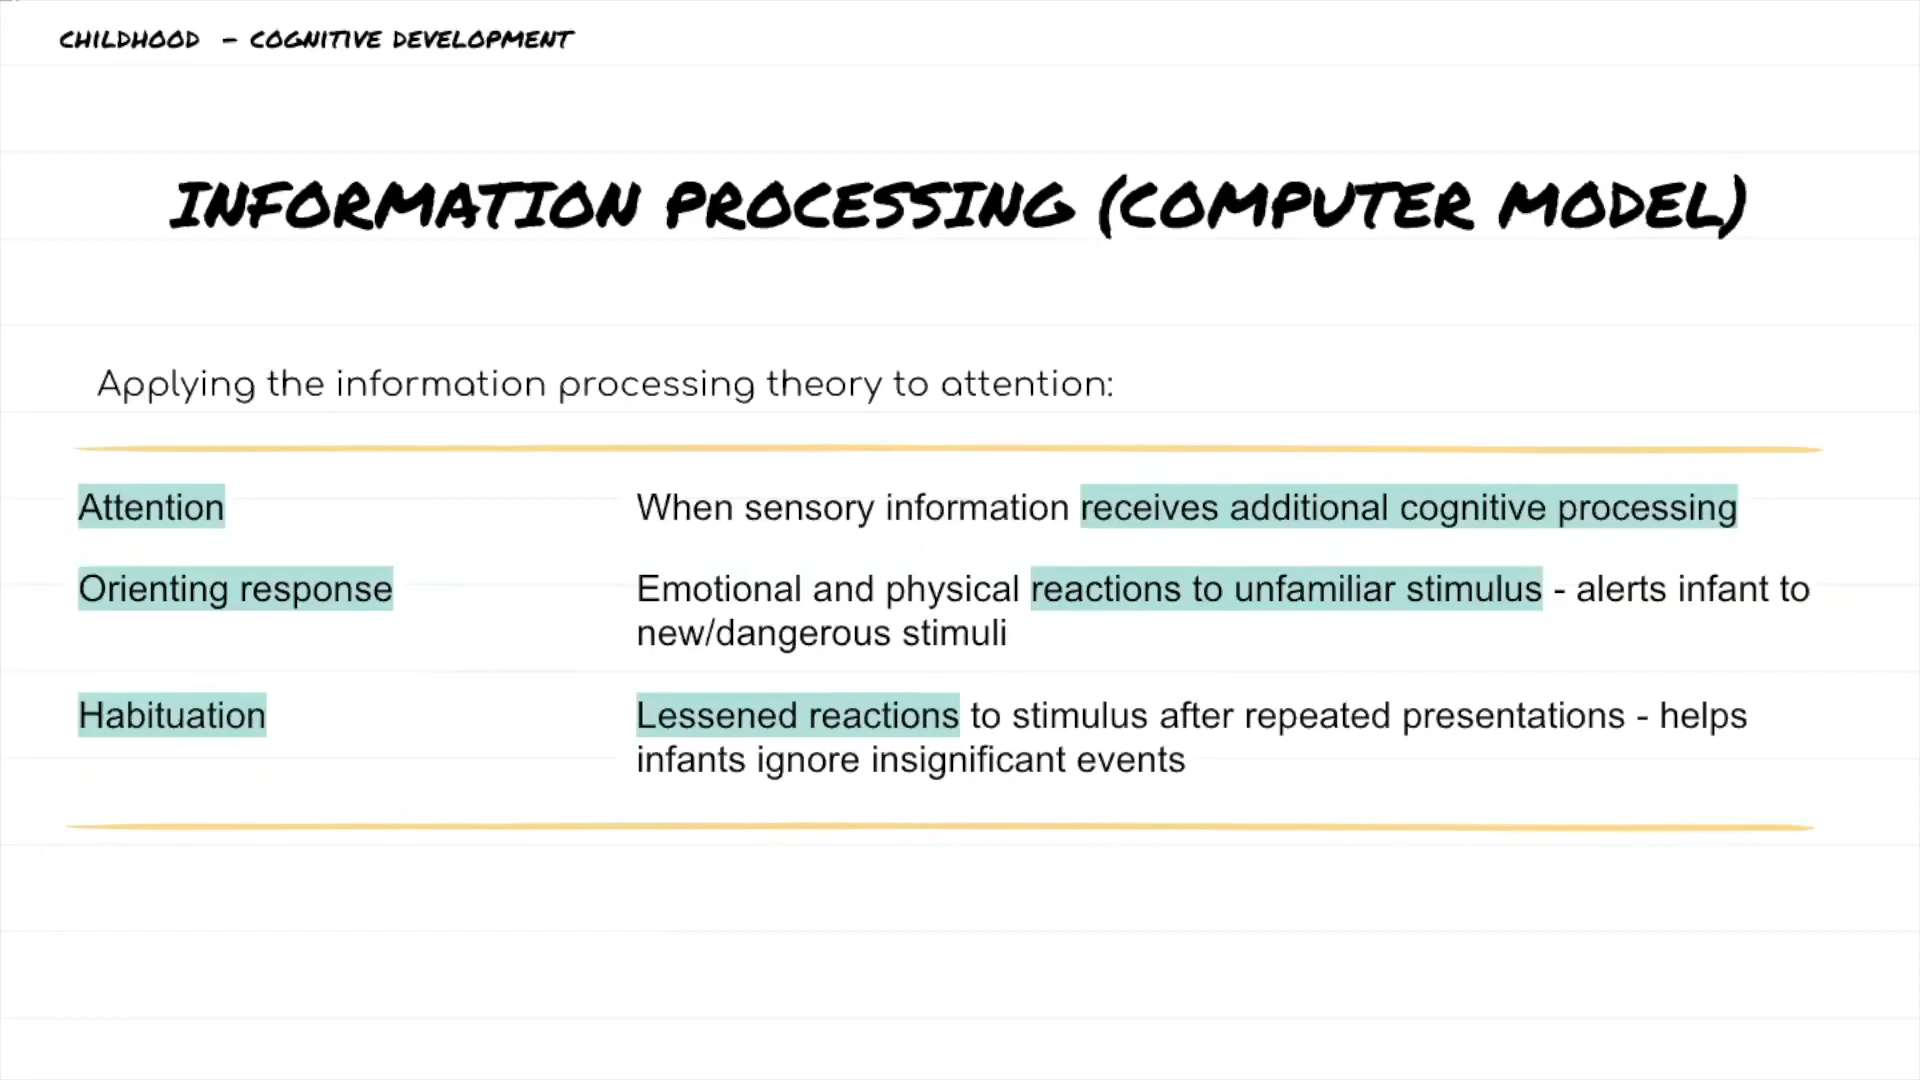 CHILDHOOD - COGNITIVE DEVELOPMENT
INFORMATION PROCESSING (COMPUTER MODEL)
Applying the information processing theory to attention:
Attention
When sensory information receives additional cognitive processing
Orienting response
Emotional and physical reactions to unfamiliar stimulus - alerts infant to
new/dangerous stimuli
Habituation
Lessened reactions to stimulus after repeated presentations - helps
infants ignore insignificant events